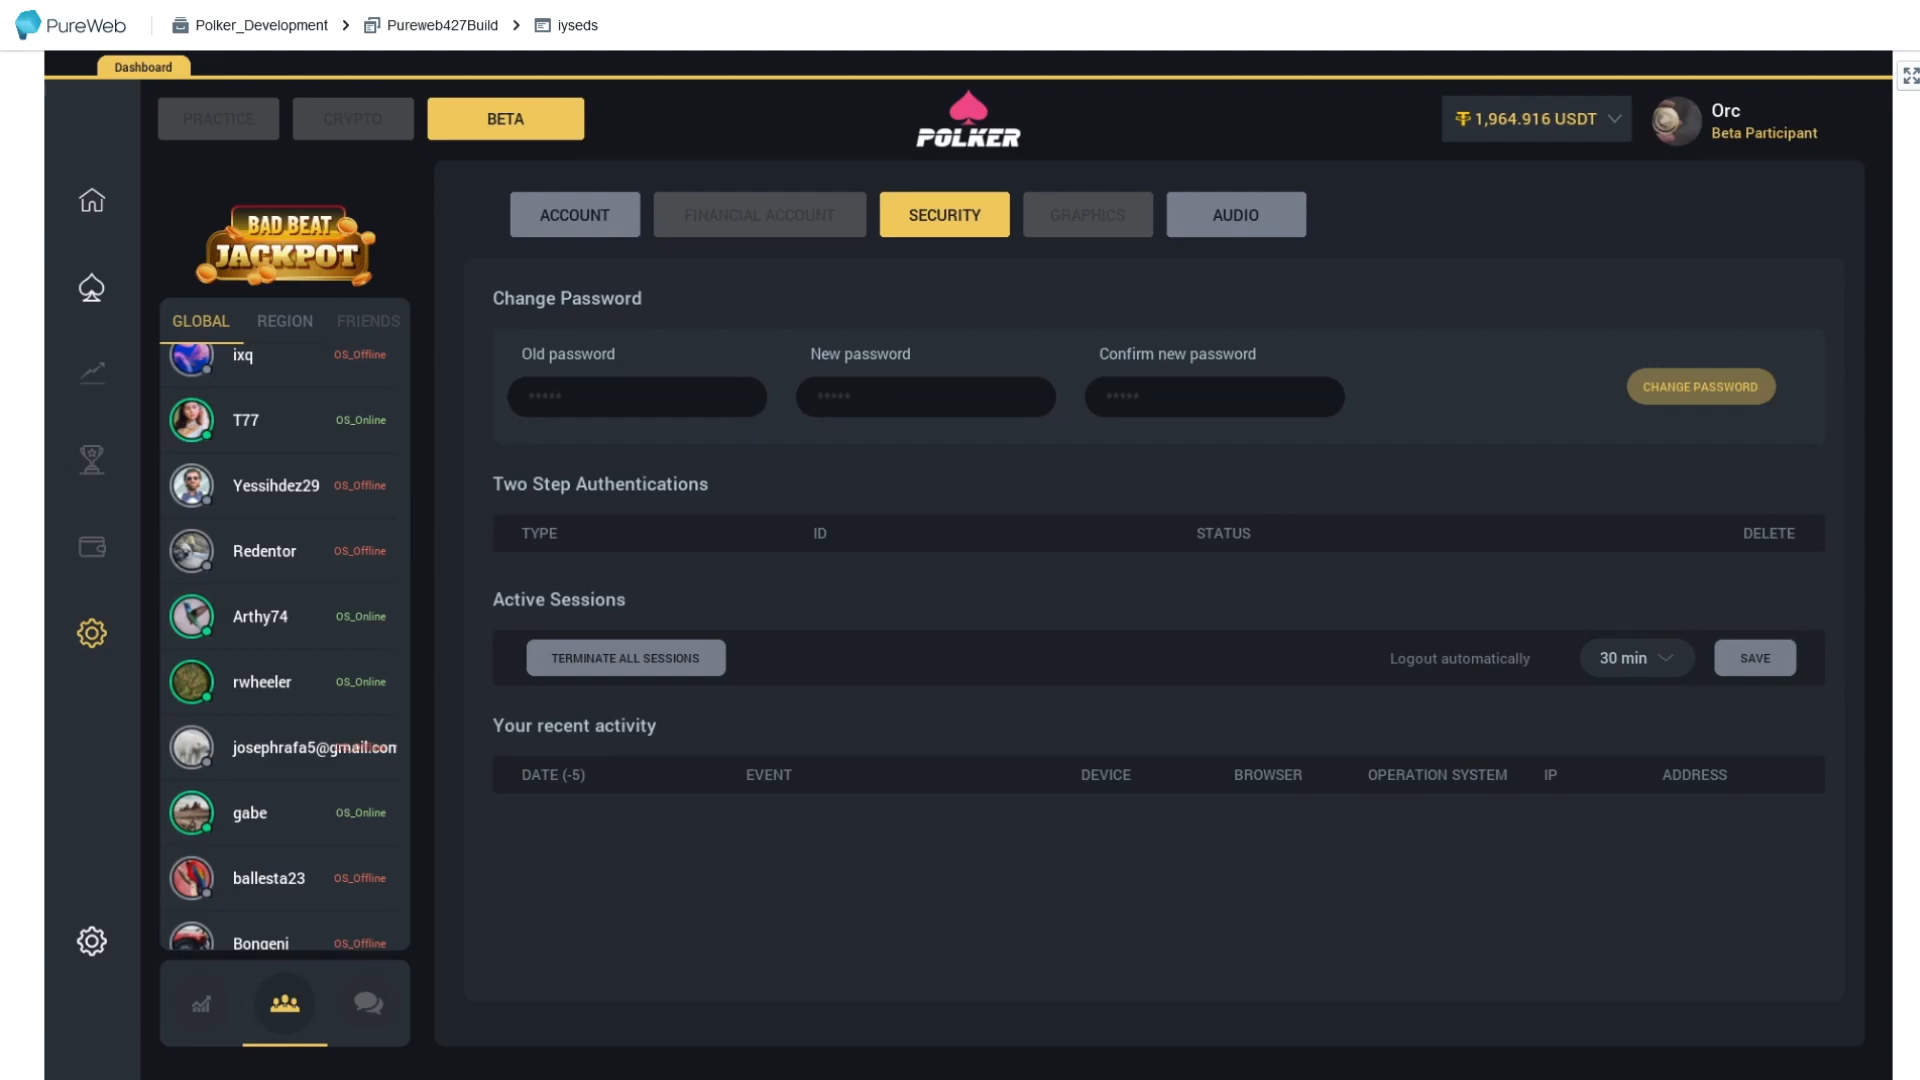 PureWeb
Polker_Development
Pureweb427Build
iyseds
Dashboard
PRACTICE
CRYPTO
BETA
POLKER
1,964.916 USDT
Orc
Beta Participant
ACCOUNT
FINANCIAL ACCOUNT
SECURITY
GRAPHICS
AUDIO
BAD BEAT
JACKPOT
GLOBAL
REGION
FRIENDS
ixq
OS_Offline
T77
OS_Online
Yessihdez29
OS_Offline
Redentor
OS_Offline
Arthy74
OS_Online
rwheeler
OS_Online
josephrafa5@gmail.com
gabe
OS_Online
ballesta23
OS_Offline
Bongeni
OS_Offline
Change Password
Old password
New password
Confirm new password
*****
*****
*****
CHANGE PASSWORD
Two Step Authentications
TYPE
ID
STATUS
DELETE
Active Sessions
TERMINATE ALL SESSIONS
Logout automatically
30 min
SAVE
Your recent activity
DATE (-5)
EVENT
DEVICE
BROWSER
OPERATION SYSTEM
IP
ADDRESS